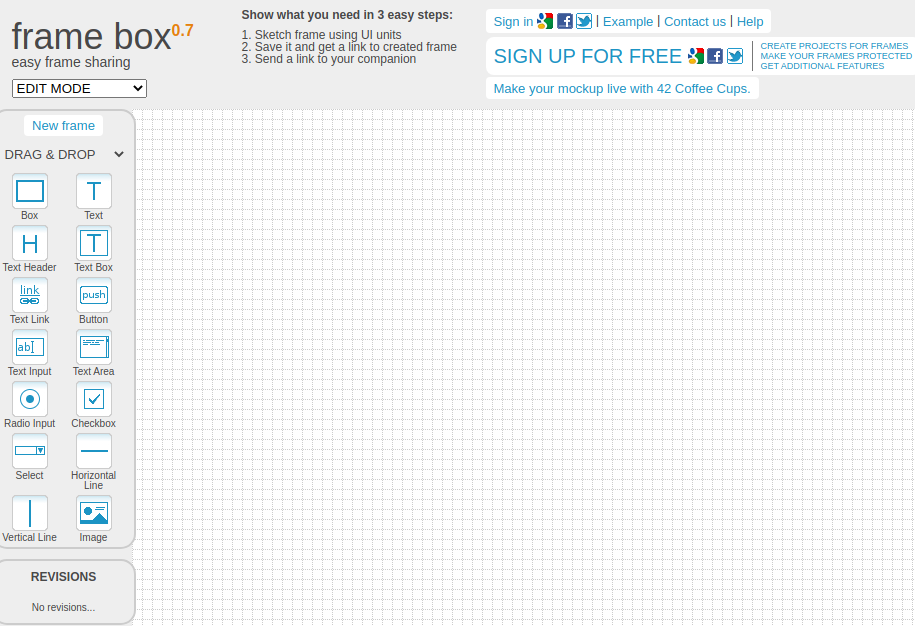 frame box0.7
easy frame sharing
EDIT MODE
Show what you need in 3 easy steps:
1. Sketch frame using UI units
2. Save it and get a link to created frame
3. Send a link to your companion
Sign in | Example | Contact us | Help
SIGN UP FOR FREE
CREATE PROJECTS FOR FRAMES
MAKE YOUR FRAMES PROTECTED
GET ADDITIONAL FEATURES
Make your mockup live with 42 Coffee Cups.
New frame
DRAG & DROP
T
Box
Text
H
T
Text Header
Text Box
link
push
Text Link
Button
ab
Text Input
Text Area
Radio Input
Checkbox
Select
Horizontal
Line
Vertical Line
Image
REVISIONS
No revisions...